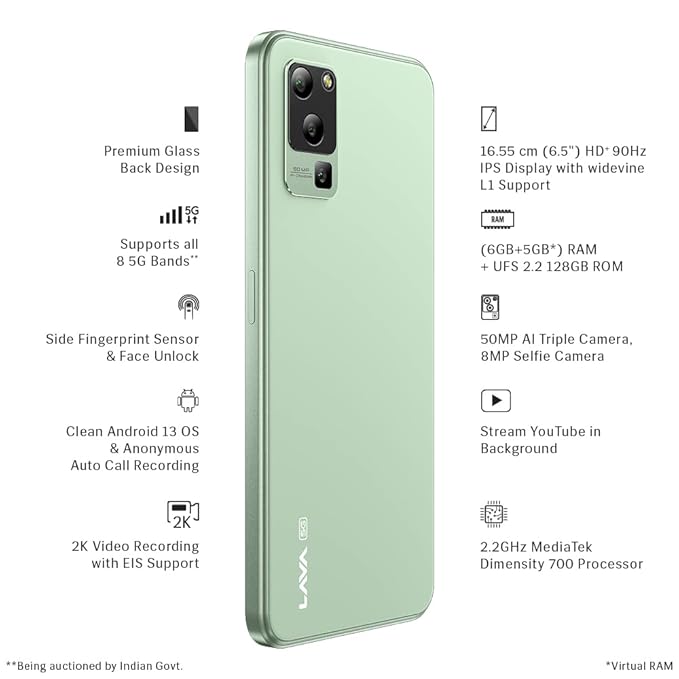 Premium Glass
Back Design
5G
Supports all
8 5G Bands**
Side Fingerprint Sensor
& Face Unlock
Clean Android 13 OS
& Anonymous
Auto Call Recording
2K
2K Video Recording
with EIS Support
50 MP
LAVA 5G
16.55 cm (6.5") HD+ 90Hz
IPS Display with widevine
L1 Support
RAM
(6GB+5GB*) RAM
+ UFS 2.2 128GB ROM
50MP AI Triple Camera,
8MP Selfie Camera
Stream YouTube in
Background
2.2GHz MediaTek
Dimensity 700 Processor
**Being auctioned by Indian Govt.
*Virtual RAM